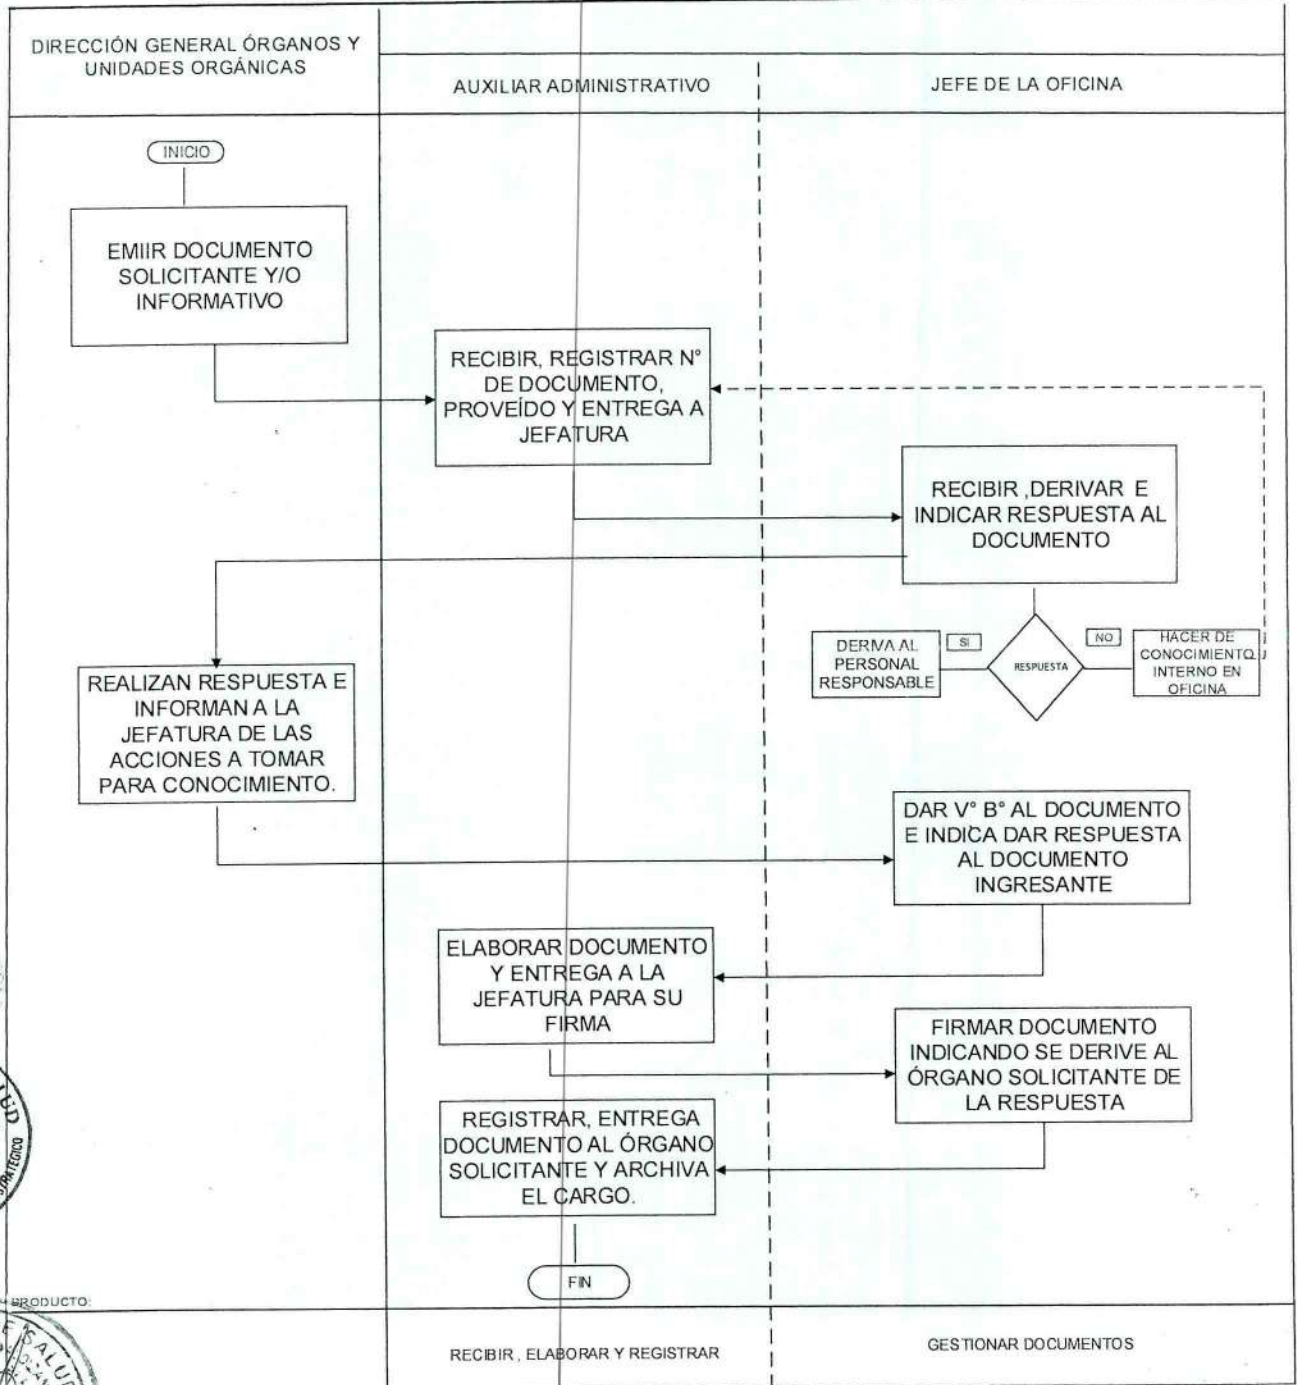 DIRECCIÓN GENERAL ÓRGANOS Y
UNIDADES ORGÁNICAS
AUXILIAR ADMINISTRATIVO
JEFE DE LA OFICINA
INICIO
EMIIR DOCUMENTO
SOLICITANTE Y/O
INFORMATIVO
RECIBIR, REGISTRAR N°
DE DOCUMENTO,
PROVEÍDO Y ENTREGA A
JEFATURA
RECIBIR ,DERIVAR E
INDICAR RESPUESTA AL
DOCUMENTO
DERIVA AL
PERSONAL
RESPONSABLE
SI
RESPUESTA
NO
HACER DE
CONOCIMIENTO
INTERNO EN
OFICINA
REALIZAN RESPUESTA E
INFORMAN A LA
JEFATURA DE LAS
ACCIONES A TOMAR
PARA CONOCIMIENTO.
DAR V° B° AL DOCUMENTO
E INDICA DAR RESPUESTA
AL DOCUMENTO
INGRESANTE
ELABORAR DOCUMENTO
Y ENTREGA A LA
JEFATURA PARA SU
FIRMA
FIRMAR DOCUMENTO
INDICANDO SE DERIVE AL
ÓRGANO SOLICITANTE DE
LA RESPUESTA
REGISTRAR, ENTREGA
DOCUMENTO AL ÓRGANO
SOLICITANTE Y ARCHIVA
EL CARGO.
FIN
PRODUCTO:
RECIBIR , ELABORAR Y REGISTRAR
GESTIONAR DOCUMENTOS
SALUD